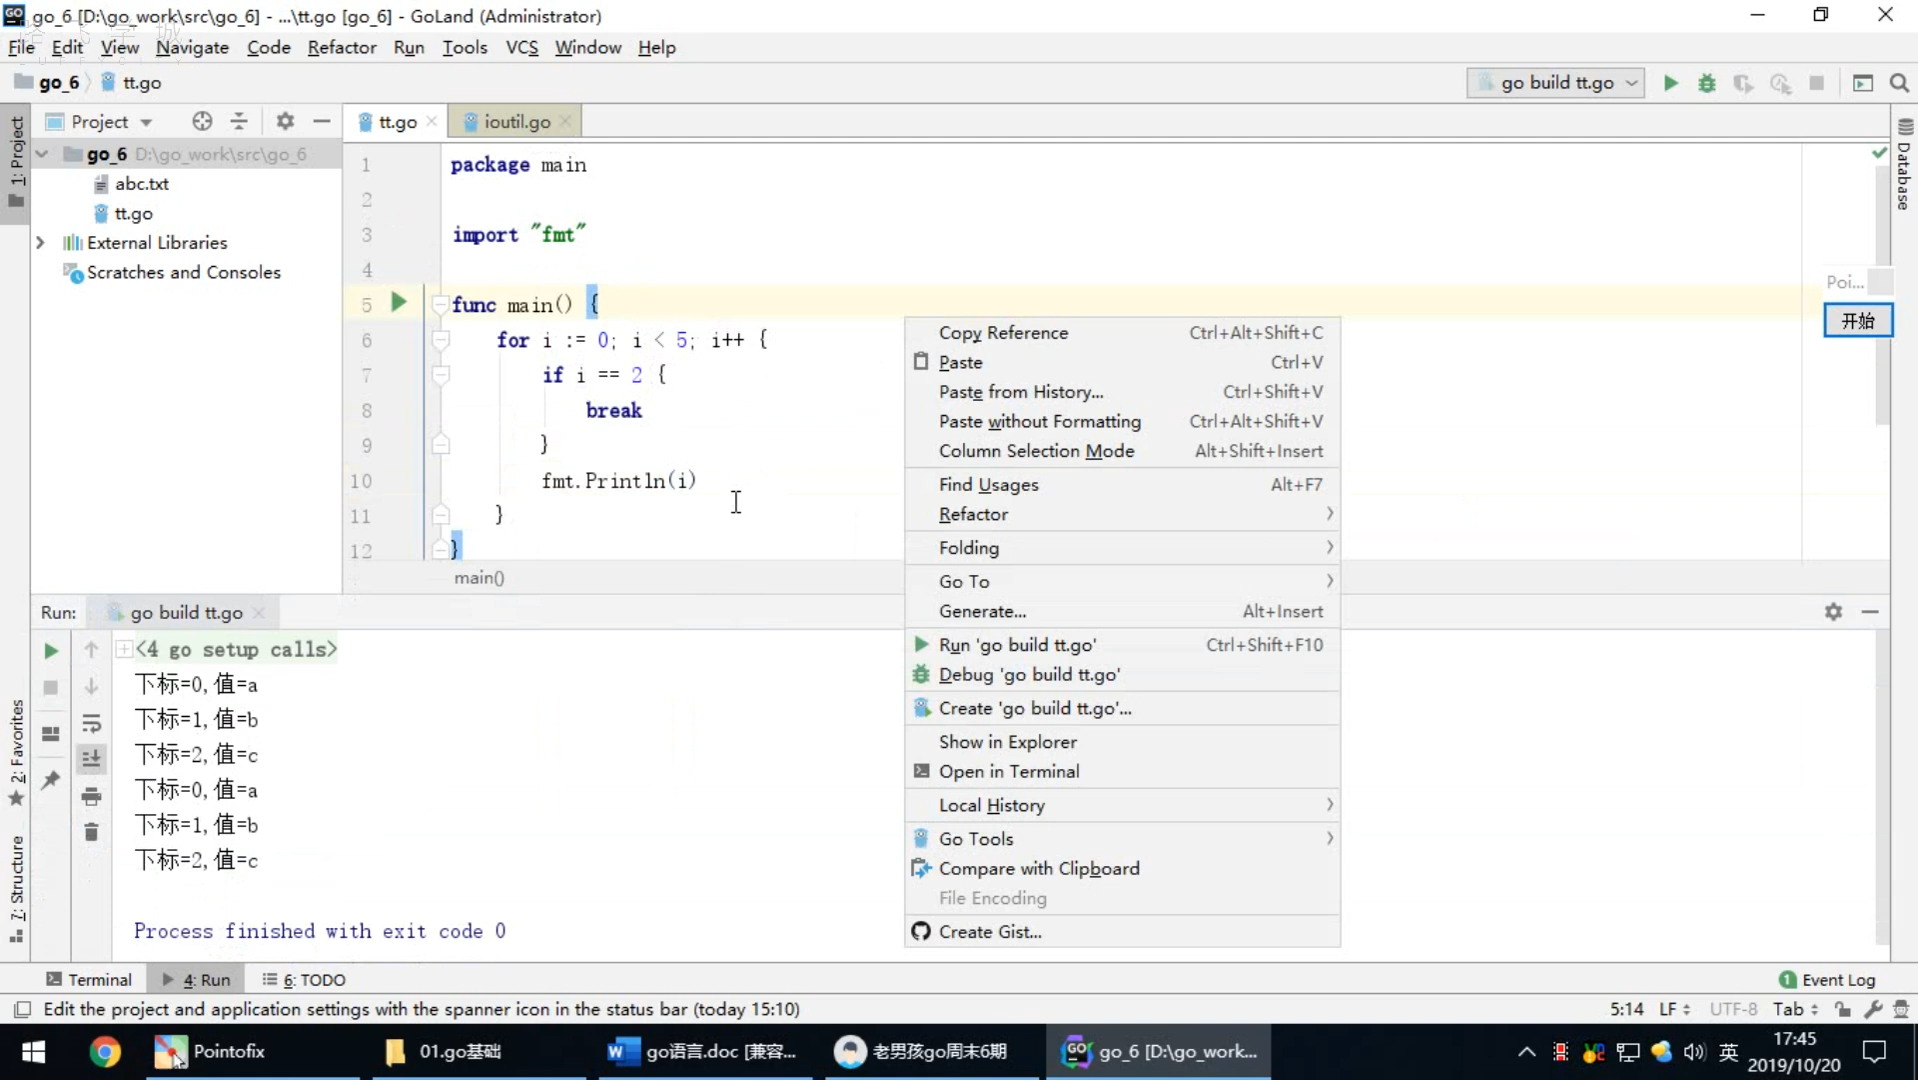 go_6 [D:\go_work\src\go_6] - ...\tt.go [go_6] - GoLand (Administrator)
File Edit View Navigate Code Refactor Run Tools VCS Window Help
go_6 tt.go
go build tt.go
1: Project
Project
tt.go
ioutil.go
go_6 D:\go_work\src\go_6
abc.txt
tt.go
External Libraries
Scratches and Consoles
1 package main
2
3 import "fmt"
4
5 func main() {
6 for i := 0; i < 5; i++ {
7 if i == 2 {
8 break
9 }
10 fmt.Println(i)
11 }
12 }
main()
Database
Poi...
开始
Copy Reference Ctrl+Alt+Shift+C
Paste Ctrl+V
Paste from History... Ctrl+Shift+V
Paste without Formatting Ctrl+Alt+Shift+V
Column Selection Mode Alt+Shift+Insert
Find Usages Alt+F7
Refactor
Folding
Go To
Generate... Alt+Insert
Run 'go build tt.go' Ctrl+Shift+F10
Debug 'go build tt.go'
Create 'go build tt.go'...
Show in Explorer
Open in Terminal
Local History
Go Tools
Compare with Clipboard
File Encoding
Create Gist...
Run: go build tt.go
<4 go setup calls>
下标=0,值=a
下标=1,值=b
下标=2,值=c
下标=0,值=a
下标=1,值=b
下标=2,值=c
Process finished with exit code 0
2: Favorites
7: Structure
Terminal 4: Run 6: TODO
1 Event Log
Edit the project and application settings with the spanner icon in the status bar (today 15:10)
5:14 LF UTF-8 Tab
Pointofix
01.go基础
go语言.doc [兼容...
老男孩go周末6期
go_6 [D:\go_work...
英
17:45
2019/10/20